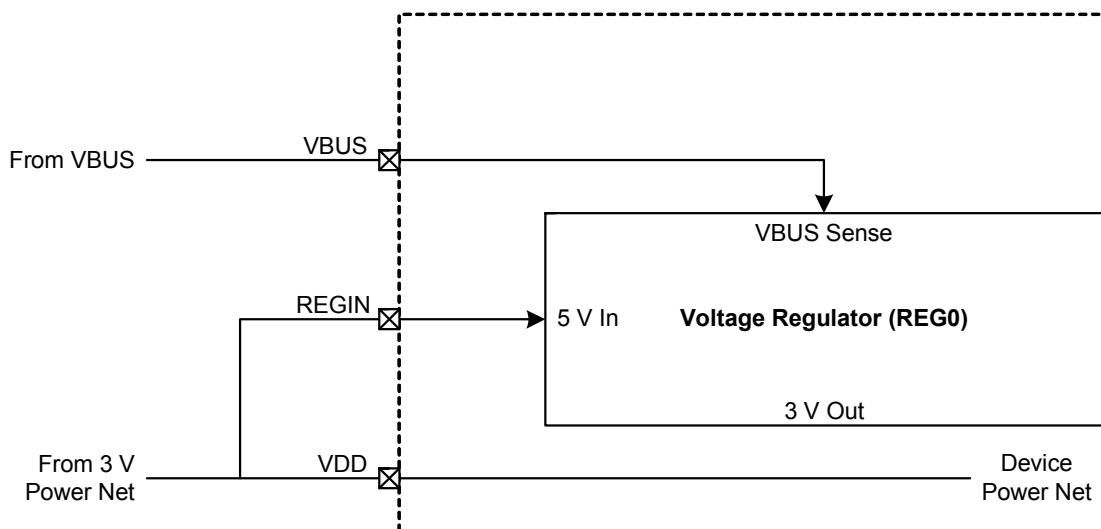 VBUS
From VBUS
VBUS Sense
REGIN
5 V In
Voltage Regulator (REG0)
3 V Out
From 3 V
Power Net
VDD
Device
Power Net